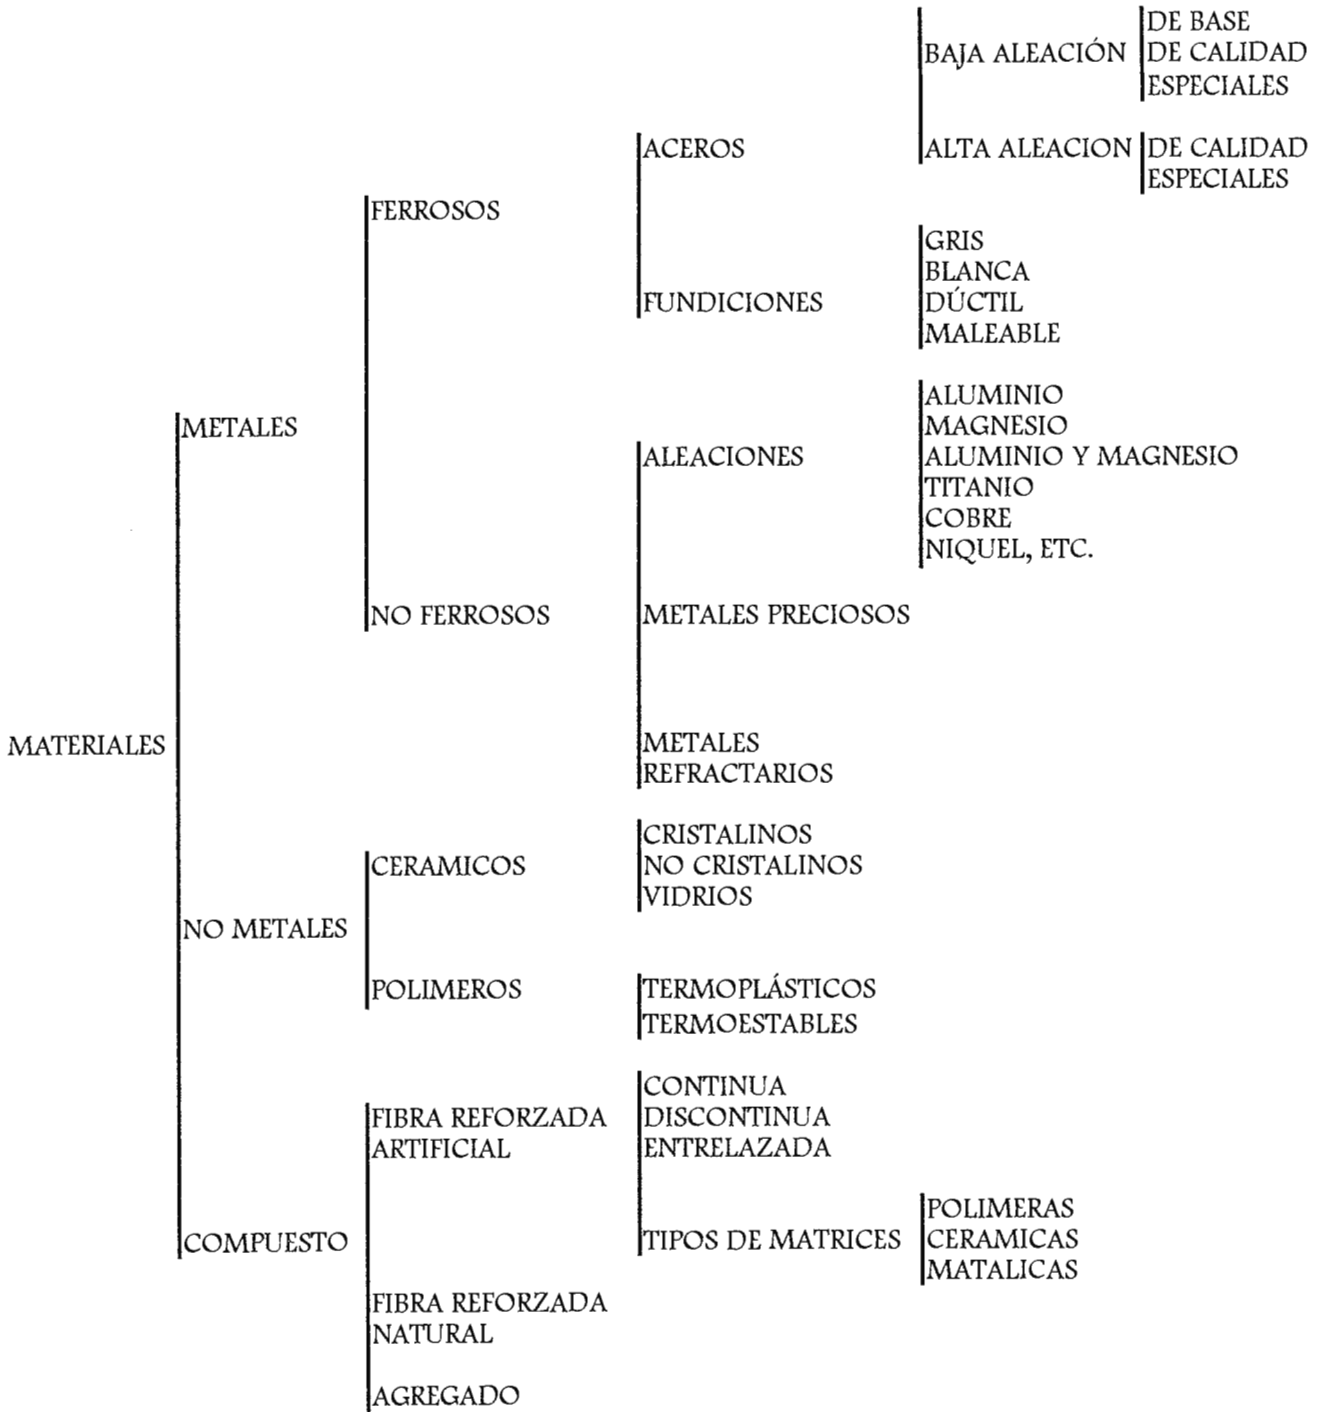 DE BASE
BAJA ALEACIÓN DE CALIDAD
ESPECIALES
ACEROS ALTA ALEACION DE CALIDAD
ESPECIALES
FERROSOS
GRIS
BLANCA
FUNDICIONES DÚCTIL
MALEABLE
ALUMINIO
METALES MAGNESIO
ALEACIONES ALUMINIO Y MAGNESIO
TITANIO
COBRE
NIQUEL, ETC.
NO FERROSOS METALES PRECIOSOS
MATERIALES METALES
REFRACTARIOS
CRISTALINOS
CERAMICOS NO CRISTALINOS
VIDRIOS
NO METALES
POLIMEROS TERMOPLÁSTICOS
TERMOESTABLES
CONTINUA
FIBRA REFORZADA DISCONTINUA
ARTIFICIAL ENTRELAZADA
POLIMERAS
COMPUESTO TIPOS DE MATRICES CERAMICAS
MATALICAS
FIBRA REFORZADA
NATURAL
AGREGADO